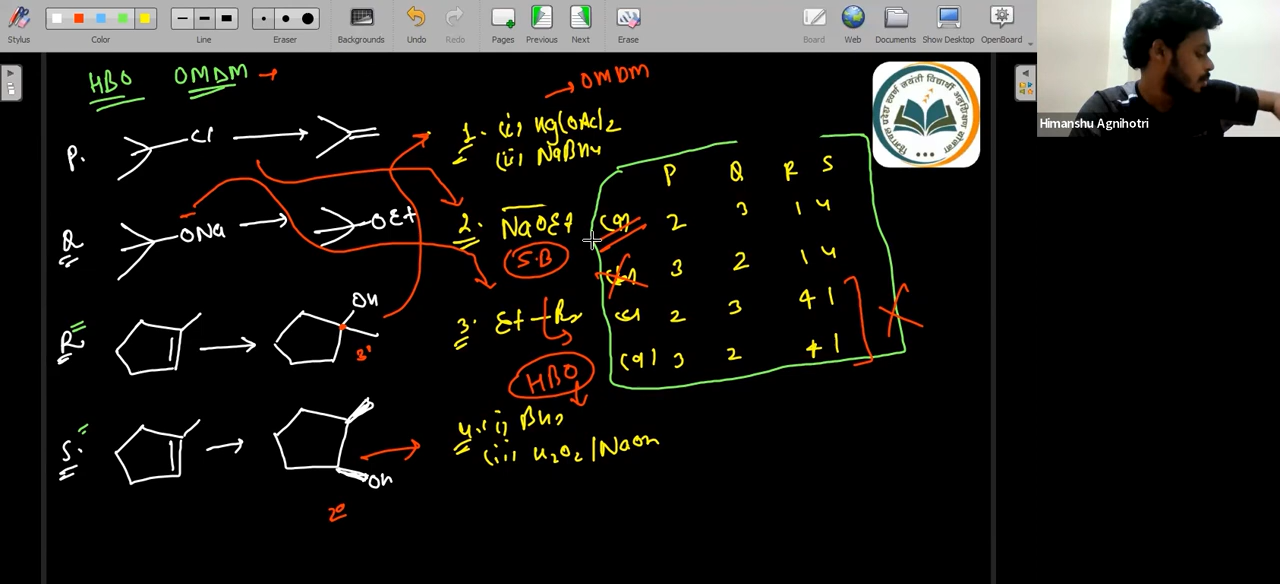 Stylus
Color
Line
Eraser
Backgrounds
Undo
Redo
Pages
Previous
Next
Erase
Board
Web
Documents
Show Desktop
OpenBoard
Himanshu Agnihotri
HBO OMDM →
→ OMDM
P. Cl →
1. (i) Hg(OAc)2
(ii) NaBH4
Q ONa → OEt
2. NaOEt
S.B
R → OH
3°
3. Et-Br
HBO
S. → OH
2°
4. (i) BH3
(ii) H2O2/NaOH
P Q R S
(a) 2 3 1 4
(b) 3 2 1 4
(c) 2 3 4 1
(d) 3 2 4 1